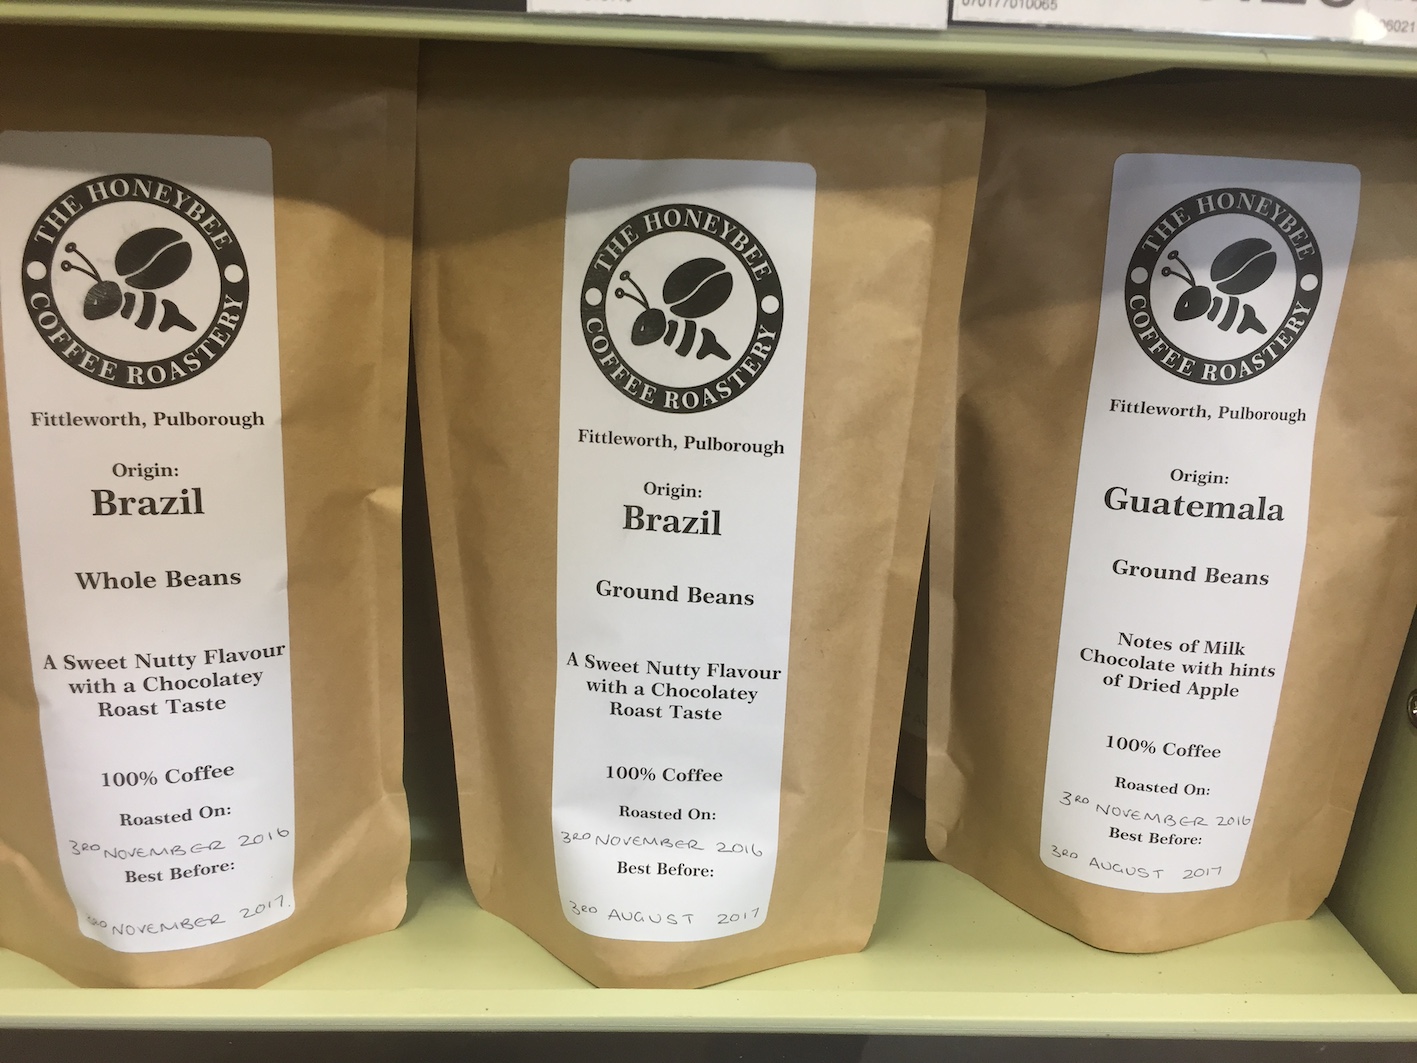 070177010065
6021
THE HONEYBEE
COFFEE ROASTERY
Fittleworth, Pulborough
Origin:
Brazil
Whole Beans
A Sweet Nutty Flavour
with a Chocolatey
Roast Taste
100% Coffee
Roasted On:
3RD NOVEMBER 2016
Best Before:
3RD NOVEMBER 2017.
THE HONEYBEE
COFFEE ROASTERY
Fittleworth, Pulborough
Origin:
Brazil
Ground Beans
A Sweet Nutty Flavour
with a Chocolatey
Roast Taste
100% Coffee
Roasted On:
3RD NOVEMBER 2016
Best Before:
3RD AUGUST 2017
THE HONEYBEE
COFFEE ROASTERY
Fittleworth, Pulborough
Origin:
Guatemala
Ground Beans
Notes of Milk
Chocolate with hints
of Dried Apple
100% Coffee
Roasted On:
3RD NOVEMBER 2016
Best Before:
3RD AUGUST 2017